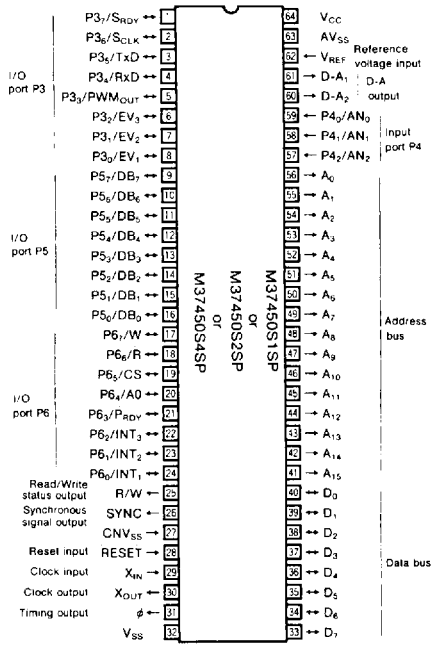 P3₇/SRDY ↔ 1
P3₆/SCLK ↔ 2
P3₅/TxD ↔ 3
P3₄/RxD ↔ 4
P3₃/PWMOUT ↔ 5
P3₂/EV₃ ↔ 6
P3₁/EV₂ ↔ 7
P3₀/EV₁ ↔ 8
I/O
port P3
P5₇/DB₇ ↔ 9
P5₆/DB₆ ↔ 10
P5₅/DB₅ ↔ 11
P5₄/DB₄ ↔ 12
P5₃/DB₃ ↔ 13
P5₂/DB₂ ↔ 14
P5₁/DB₁ ↔ 15
P5₀/DB₀ ↔ 16
I/O
port P5
P6₇/W ↔ 17
P6₆/R ↔ 18
P6₅/CS ↔ 19
P6₄/A0 ↔ 20
P6₃/PRDY ↔ 21
P6₂/INT₃ ↔ 22
P6₁/INT₂ ↔ 23
P6₀/INT₁ ↔ 24
I/O
port P6
Read/Write
status output
R/W ← 25
Synchronous
signal output
SYNC ← 26
CNVSS → 27
Reset input RESET → 28
Clock input XIN → 29
Clock output XOUT ← 30
Timing output ϕ ← 31
VSS 32
M37450S1SP
or
M37450S2SP
or
M37450S4SP
64 VCC
63 AVSS
62 ← VREF Reference
voltage input
61 → D-A₁
60 → D-A₂
D-A
output
59 ← P4₀/AN₀
58 ← P4₁/AN₁
57 ← P4₂/AN₂
Input
port P4
56 → A₀
55 → A₁
54 → A₂
53 → A₃
52 → A₄
51 → A₅
50 → A₆
49 → A₇
48 → A₈
47 → A₉
46 → A₁₀
45 → A₁₁
44 → A₁₂
43 → A₁₃
42 → A₁₄
41 → A₁₅
Address
bus
40 ↔ D₀
39 ↔ D₁
38 ↔ D₂
37 ↔ D₃
36 ↔ D₄
35 ↔ D₅
34 ↔ D₆
33 ↔ D₇
Data bus